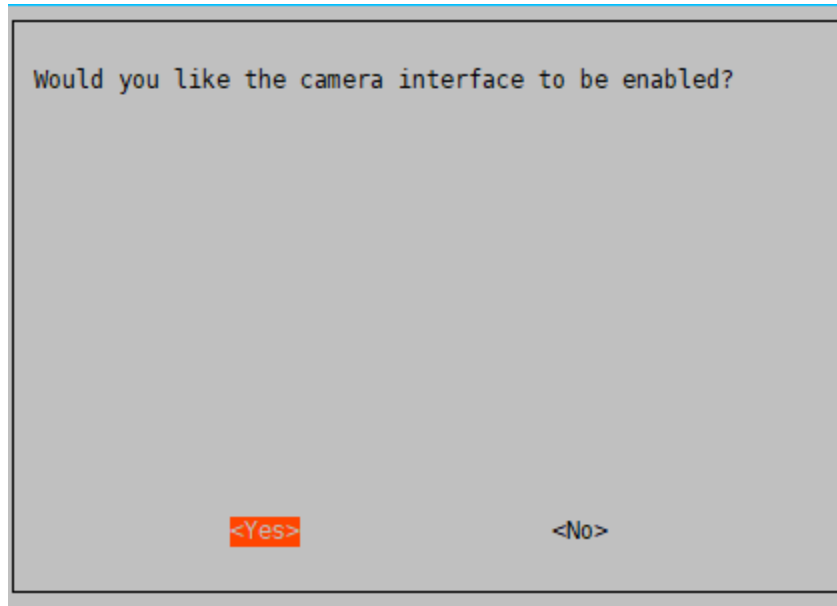 Would you like the camera interface to be enabled?
<Yes> <No>